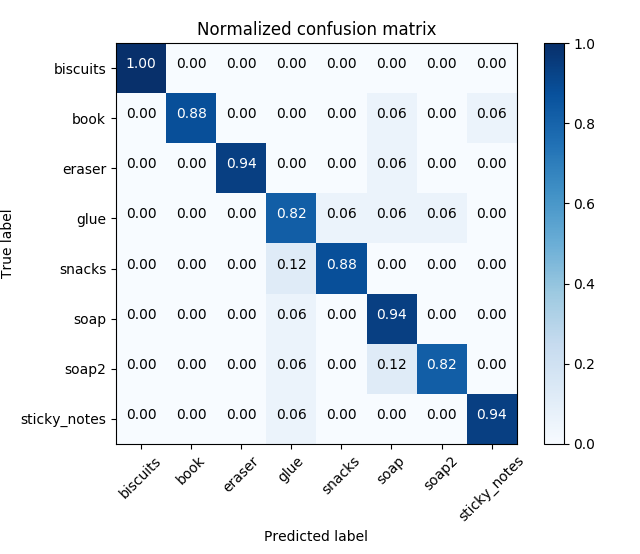 Normalized confusion matrix
biscuits 1.00 0.00 0.00 0.00 0.00 0.00 0.00 0.00
book 0.00 0.88 0.00 0.00 0.00 0.06 0.00 0.06
eraser 0.00 0.00 0.94 0.00 0.00 0.06 0.00 0.00
glue 0.00 0.00 0.00 0.82 0.06 0.06 0.06 0.00
snacks 0.00 0.00 0.00 0.12 0.88 0.00 0.00 0.00
soap 0.00 0.00 0.00 0.06 0.00 0.94 0.00 0.00
soap2 0.00 0.00 0.00 0.06 0.00 0.12 0.82 0.00
sticky_notes 0.00 0.00 0.00 0.06 0.00 0.00 0.00 0.94
biscuits book eraser glue snacks soap soap2 sticky_notes
Predicted label
True label
1.0
0.8
0.6
0.4
0.2
0.0